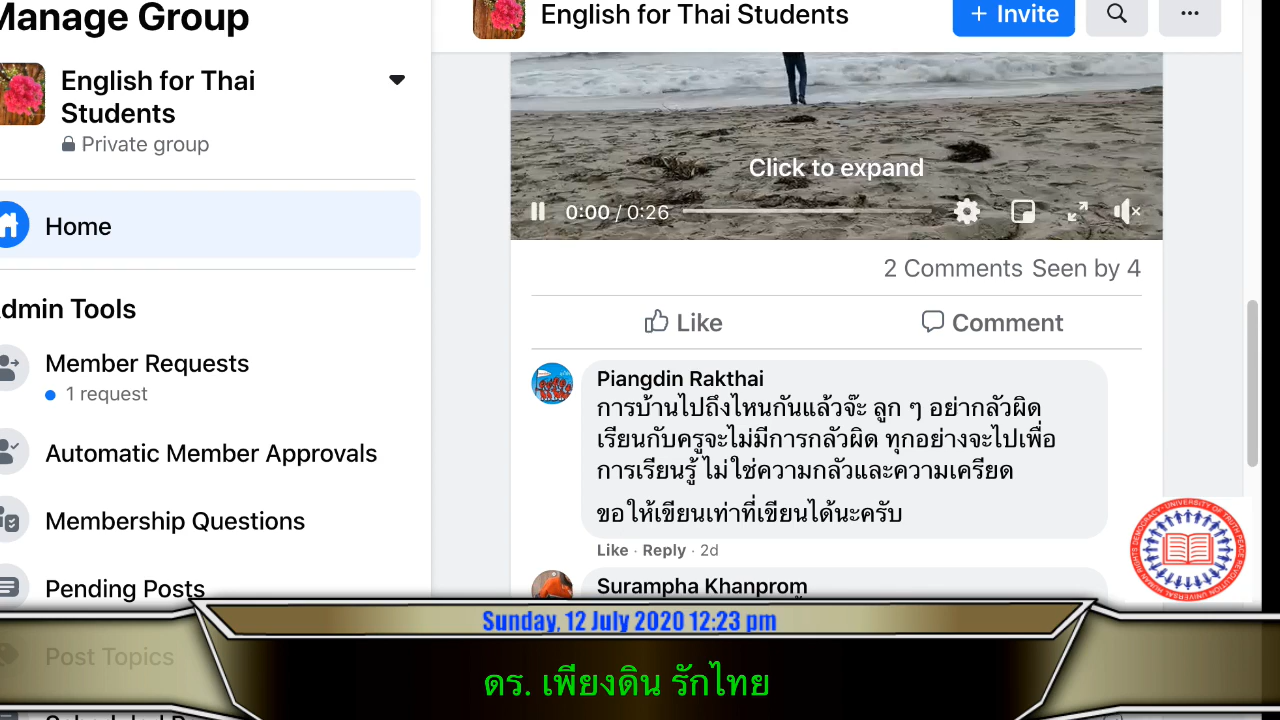 Manage Group
English for Thai
Students
Private group
Home
Admin Tools
Member Requests
1 request
Automatic Member Approvals
Membership Questions
Pending Posts
Post Topics
English for Thai Students
+ Invite
Click to expand
0:00 / 0:26
2 Comments Seen by 4
Like
Comment
Piangdin Rakthai
การบ้านไปถึงไหนกันแล้วจ๊ะ ลูก ๆ อย่ากลัวผิด
เรียนกับครูจะไม่มีการกลัวผิด ทุกอย่างจะไปเพื่อ
การเรียนรู้ ไม่ใช่ความกลัวและความเครียด
ขอให้เขียนเท่าที่เขียนได้นะครับ
Like · Reply · 2d
Surampha Khanprom
Sunday, 12 July 2020 12:23 pm
ดร. เพียงดิน รักไทย